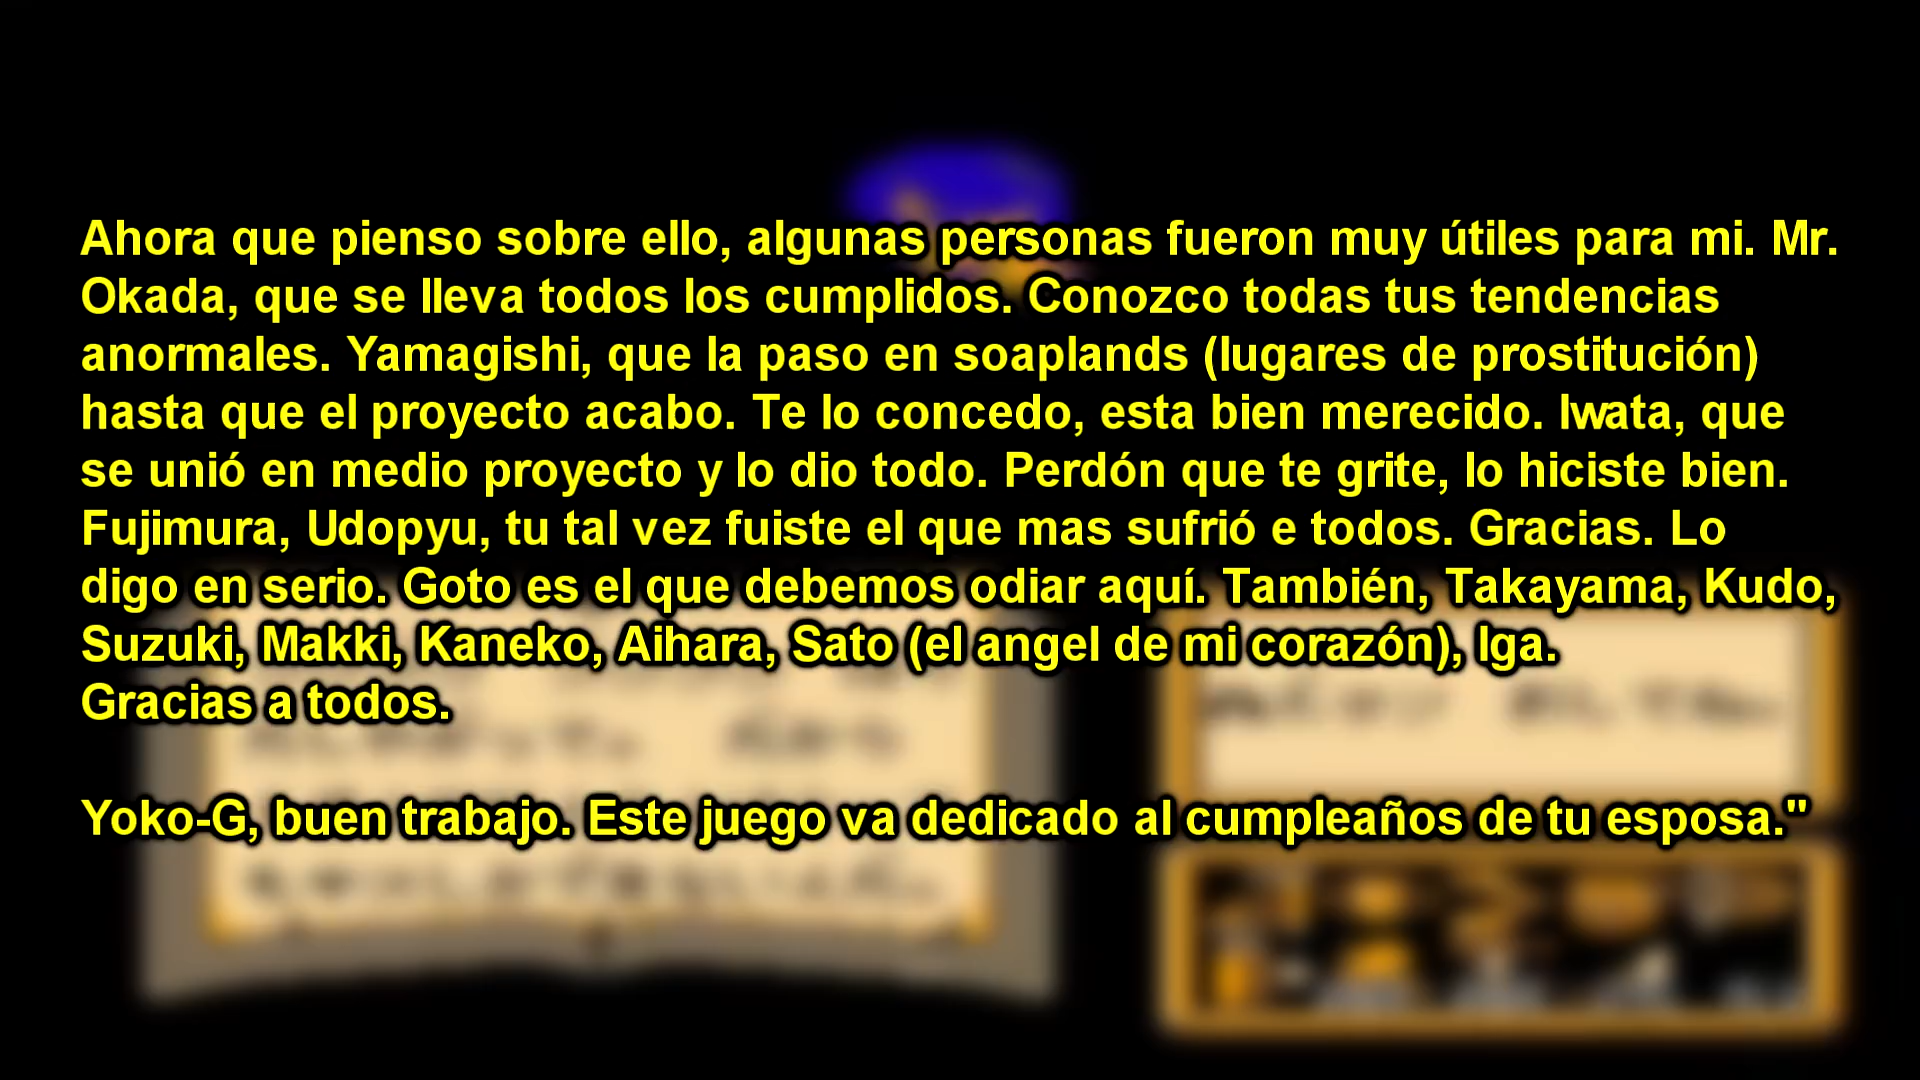 Ahora que pienso sobre ello, algunas personas fueron muy útiles para mi. Mr.
Okada, que se lleva todos los cumplidos. Conozco todas tus tendencias
anormales. Yamagishi, que la paso en soaplands (lugares de prostitución)
hasta que el proyecto acabo. Te lo concedo, esta bien merecido. Iwata, que
se unió en medio proyecto y lo dio todo. Perdón que te grite, lo hiciste bien.
Fujimura, Udopyu, tu tal vez fuiste el que mas sufrió e todos. Gracias. Lo
digo en serio. Goto es el que debemos odiar aquí. También, Takayama, Kudo,
Suzuki, Makki, Kaneko, Aihara, Sato (el angel de mi corazón), Iga.
Gracias a todos.
Yoko-G, buen trabajo. Este juego va dedicado al cumpleaños de tu esposa."